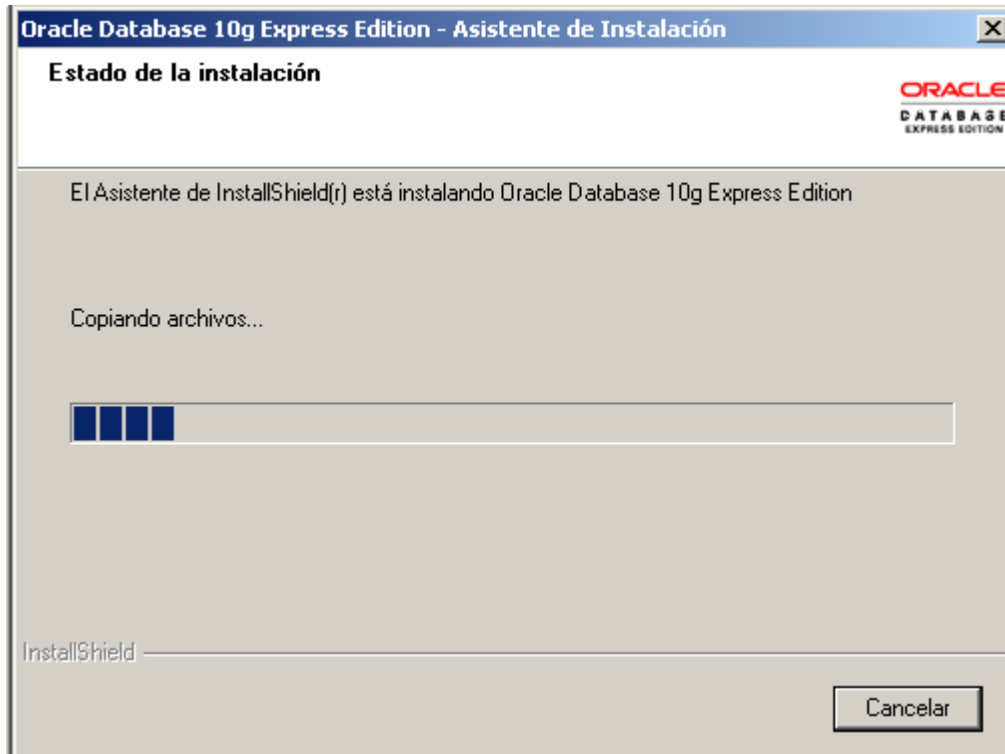 Oracle Database 10g Express Edition - Asistente de Instalación
Estado de la instalación
ORACLE
DATABASE
EXPRESS EDITION
El Asistente de InstallShield(r) está instalando Oracle Database 10g Express Edition
Copiando archivos...
InstallShield
Cancelar